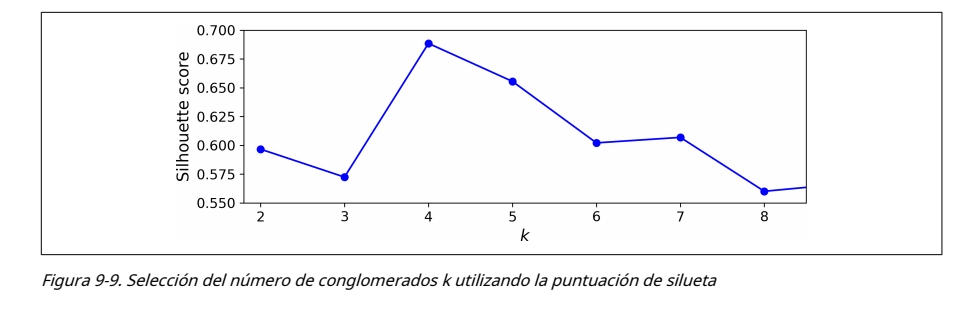 0.700
0.675
0.650
0.625
0.600
0.575
0.550
Silhouette score
2 3 4 5 6 7 8
k
Figura 9-9. Selección del número de conglomerados k utilizando la puntuación de silueta